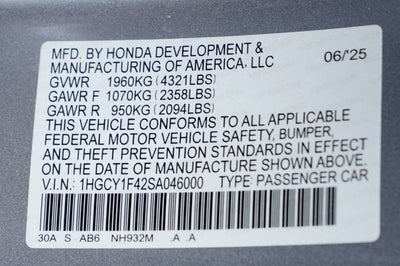 MFD. BY HONDA DEVELOPMENT &
MANUFACTURING OF AMERICA, LLC 06/'25
GVWR 1960KG (4321LBS)
GAWR F 1070KG (2358LBS)
GAWR R 950KG (2094LBS)
THIS VEHICLE CONFORMS TO ALL APPLICABLE
FEDERAL MOTOR VEHICLE SAFETY, BUMPER,
AND THEFT PREVENTION STANDARDS IN EFFECT
ON THE DATE OF MANUFACTURE SHOWN ABOVE.
V.I.N.: 1HGCY1F42SA046000 TYPE: PASSENGER CAR
30A S AB6 NH932M .A .A